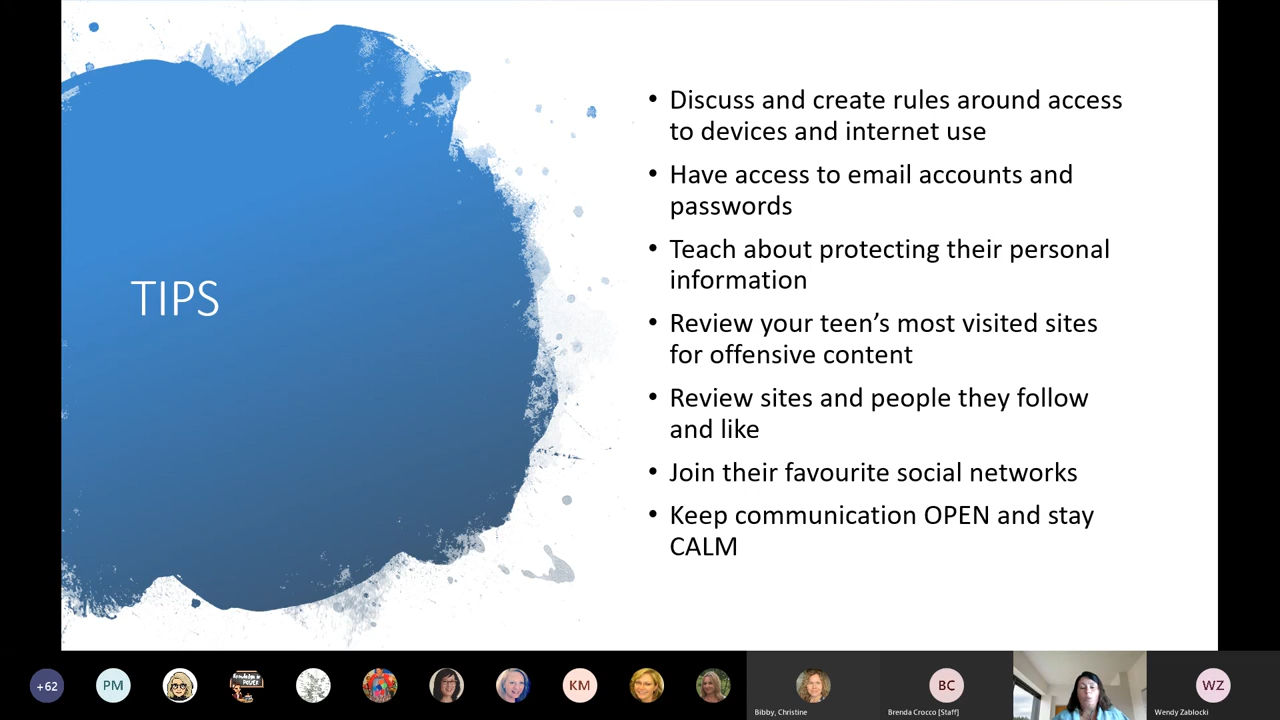 TIPS
• Discuss and create rules around access
to devices and internet use
• Have access to email accounts and
passwords
• Teach about protecting their personal
information
• Review your teen’s most visited sites
for offensive content
• Review sites and people they follow
and like
• Join their favourite social networks
• Keep communication OPEN and stay
CALM
+62
PM
KM
BC
WZ
Bibby, Christine
Brenda Crocco [Staff]
Wendy Zablocki